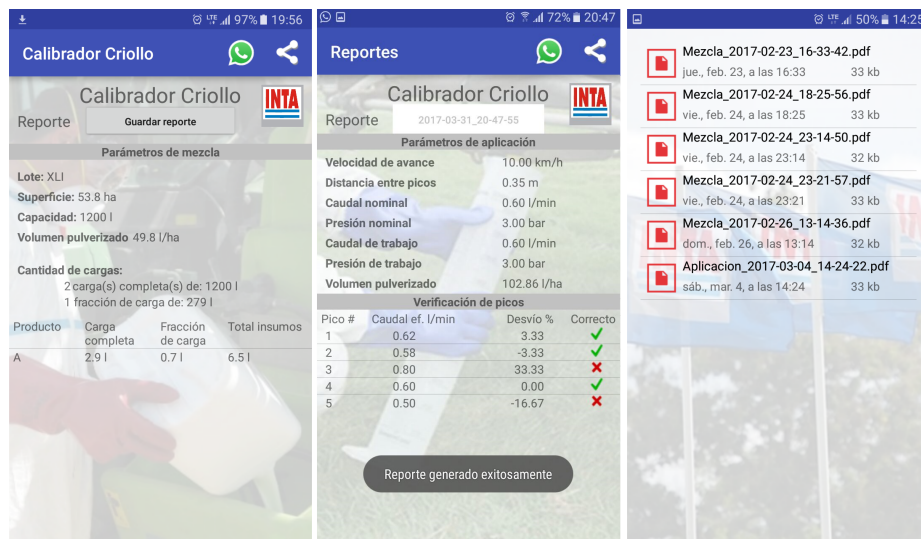 19:56
97%
LTE
Calibrador Criollo
Calibrador Criollo
INTA
Reporte
Guardar reporte
Parámetros de mezcla
Lote: XLI
Superficie: 53.8 ha
Capacidad: 1200 l
Volumen pulverizado 49.8 l/ha
Cantidad de cargas:
2 carga(s) completa(s) de: 1200 l
1 fracción de carga de: 279 l
Producto Carga completa Fracción de carga Total insumos
A 2.9 l 0.7 l 6.5 l
72% 20:47
Reportes
Calibrador Criollo
INTA
Reporte 2017-03-31_20-47-55
Parámetros de aplicación
Velocidad de avance 10.00 km/h
Distancia entre picos 0.35 m
Caudal nominal 0.60 l/min
Presión nominal 3.00 bar
Caudal de trabajo 0.60 l/min
Presión de trabajo 3.00 bar
Volumen pulverizado 102.86 l/ha
Verificación de picos
Pico # Caudal ef. l/min Desvío % Correcto
1 0.62 3.33
2 0.58 -3.33
3 0.80 33.33
4 0.60 0.00
5 0.50 -16.67
Reporte generado exitosamente
LTE 50% 14:25
Mezcla_2017-02-23_16-33-42.pdf
jue., feb. 23, a las 16:33 33 kb
Mezcla_2017-02-24_18-25-56.pdf
vie., feb. 24, a las 18:25 33 kb
Mezcla_2017-02-24_23-14-50.pdf
vie., feb. 24, a las 23:14 32 kb
Mezcla_2017-02-24_23-21-57.pdf
vie., feb. 24, a las 23:21 33 kb
Mezcla_2017-02-26_13-14-36.pdf
dom., feb. 26, a las 13:14 32 kb
Aplicacion_2017-03-04_14-24-22.pdf
sáb., mar. 4, a las 14:24 33 kb